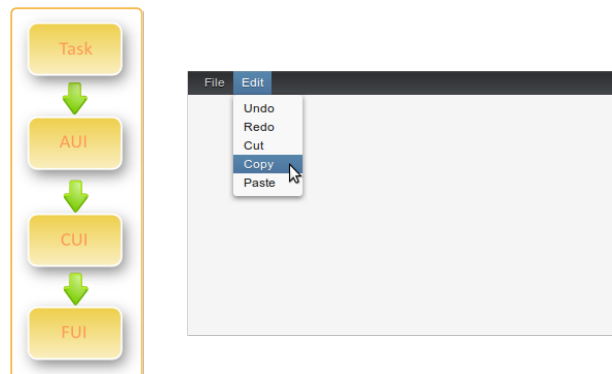 Task
AUI
CUI
FUI
File Edit
Undo
Redo
Cut
Copy
Paste